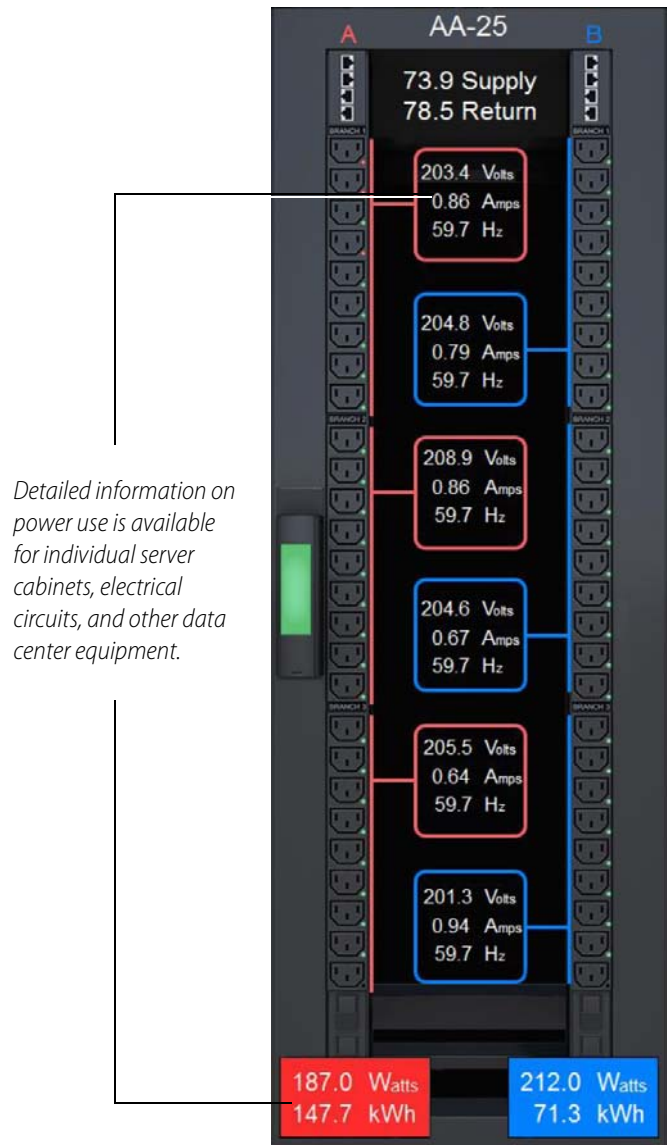 AA-25
A
B
73.9 Supply
78.5 Return
BRANCH 1
BRANCH 1
203.4 Volts
0.86 Amps
59.7 Hz
204.8 Volts
0.79 Amps
59.7 Hz
BRANCH 2
BRANCH 2
208.9 Volts
0.86 Amps
59.7 Hz
Detailed information on
power use is available
for individual server
cabinets, electrical
circuits, and other data
center equipment.
204.6 Volts
0.67 Amps
59.7 Hz
BRANCH 3
BRANCH 3
205.5 Volts
0.64 Amps
59.7 Hz
201.3 Volts
0.94 Amps
59.7 Hz
187.0 Watts
147.7 kWh
212.0 Watts
71.3 kWh